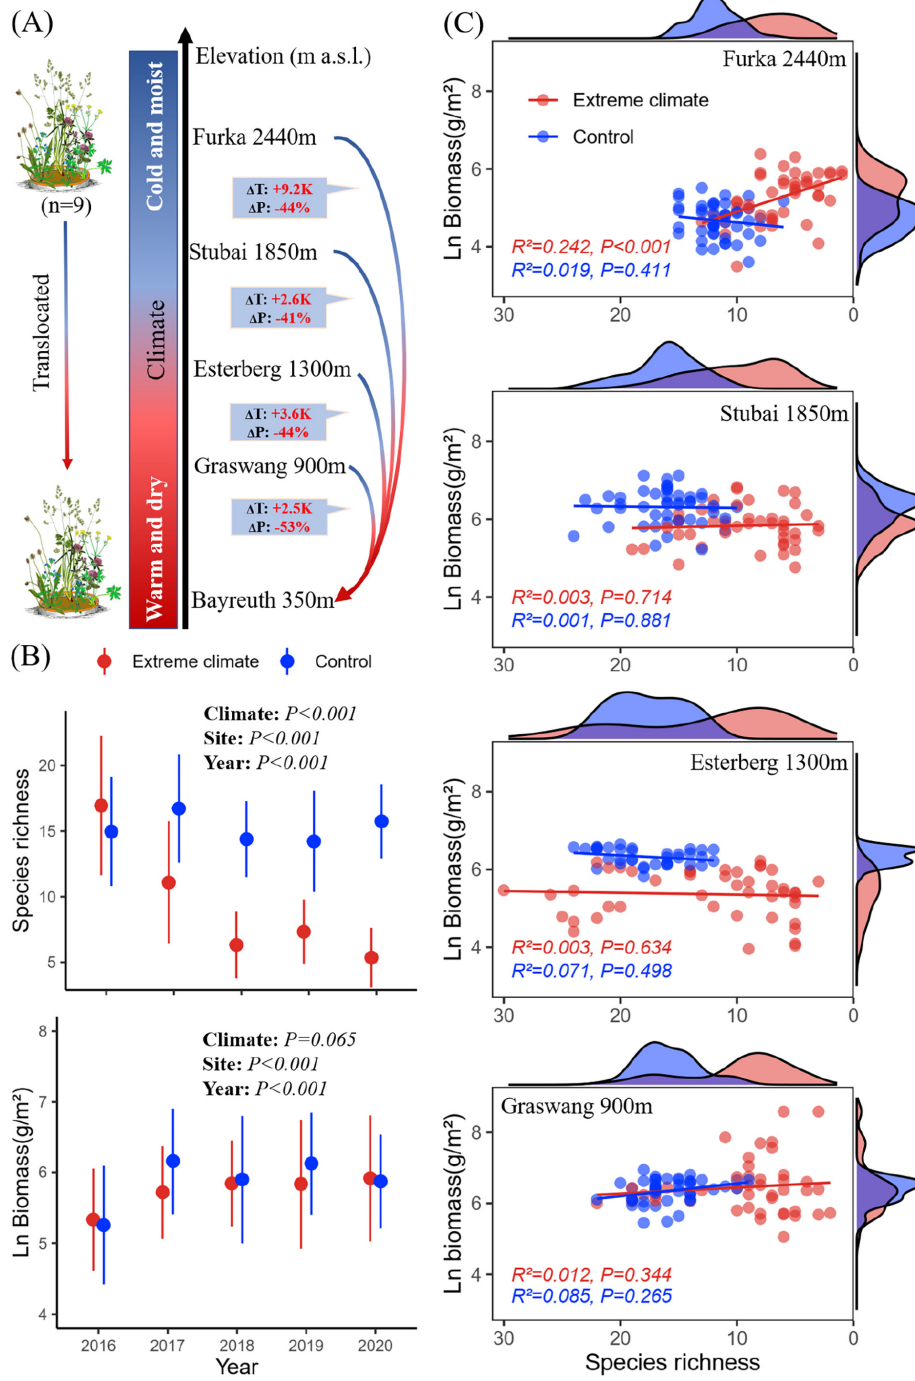 (A)
Elevation (m a.s.l.)
(n=9)
Translocated
Cold and moist
Climate
Warm and dry
Furka 2440m
ΔT: +9.2K
ΔP: -44%
Stubai 1850m
ΔT: +2.6K
ΔP: -41%
Esterberg 1300m
ΔT: +3.6K
ΔP: -44%
Graswang 900m
ΔT: +2.5K
ΔP: -53%
Bayreuth 350m
(B)
Extreme climate
Control
Climate: P<0.001
Site: P<0.001
Year: P<0.001
Species richness
20
15
10
5
Climate: P=0.065
Site: P<0.001
Year: P<0.001
Ln Biomass(g/m²)
8
7
6
5
4
2016 2017 2018 2019 2020
Year
(C)
Furka 2440m
Extreme climate
Control
Ln Biomass(g/m²)
8
6
4
R²=0.242, P<0.001
R²=0.019, P=0.411
30 20 10 0
Stubai 1850m
Ln Biomass(g/m²)
8
6
4
R²=0.003, P=0.714
R²=0.001, P=0.881
30 20 10 0
Esterberg 1300m
Ln Biomass(g/m²)
8
6
4
R²=0.003, P=0.634
R²=0.071, P=0.498
30 20 10 0
Graswang 900m
Ln biomass(g/m²)
8
6
4
R²=0.012, P=0.344
R²=0.085, P=0.265
30 20 10 0
Species richness